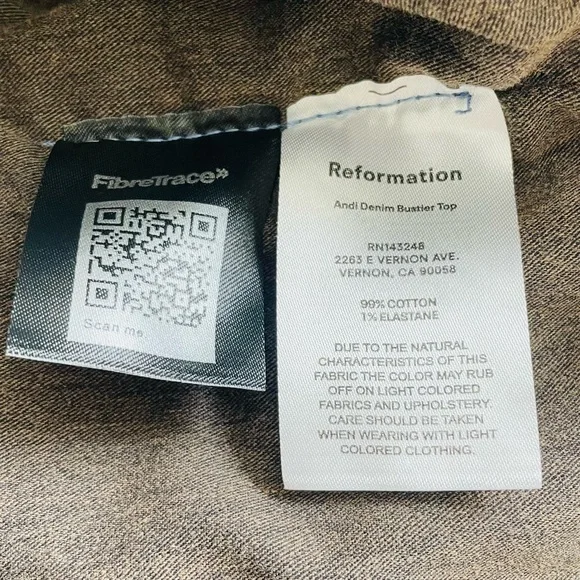 FibreTrace»
Scan me
Reformation
Andi Denim Bustier Top
RN143248
2263 E VERNON AVE.
VERNON, CA 90058
99% COTTON
1% ELASTANE
DUE TO THE NATURAL
CHARACTERISTICS OF THIS
FABRIC THE COLOR MAY RUB
OFF ON LIGHT COLORED
FABRICS AND UPHOLSTERY.
CARE SHOULD BE TAKEN
WHEN WEARING WITH LIGHT
COLORED CLOTHING.